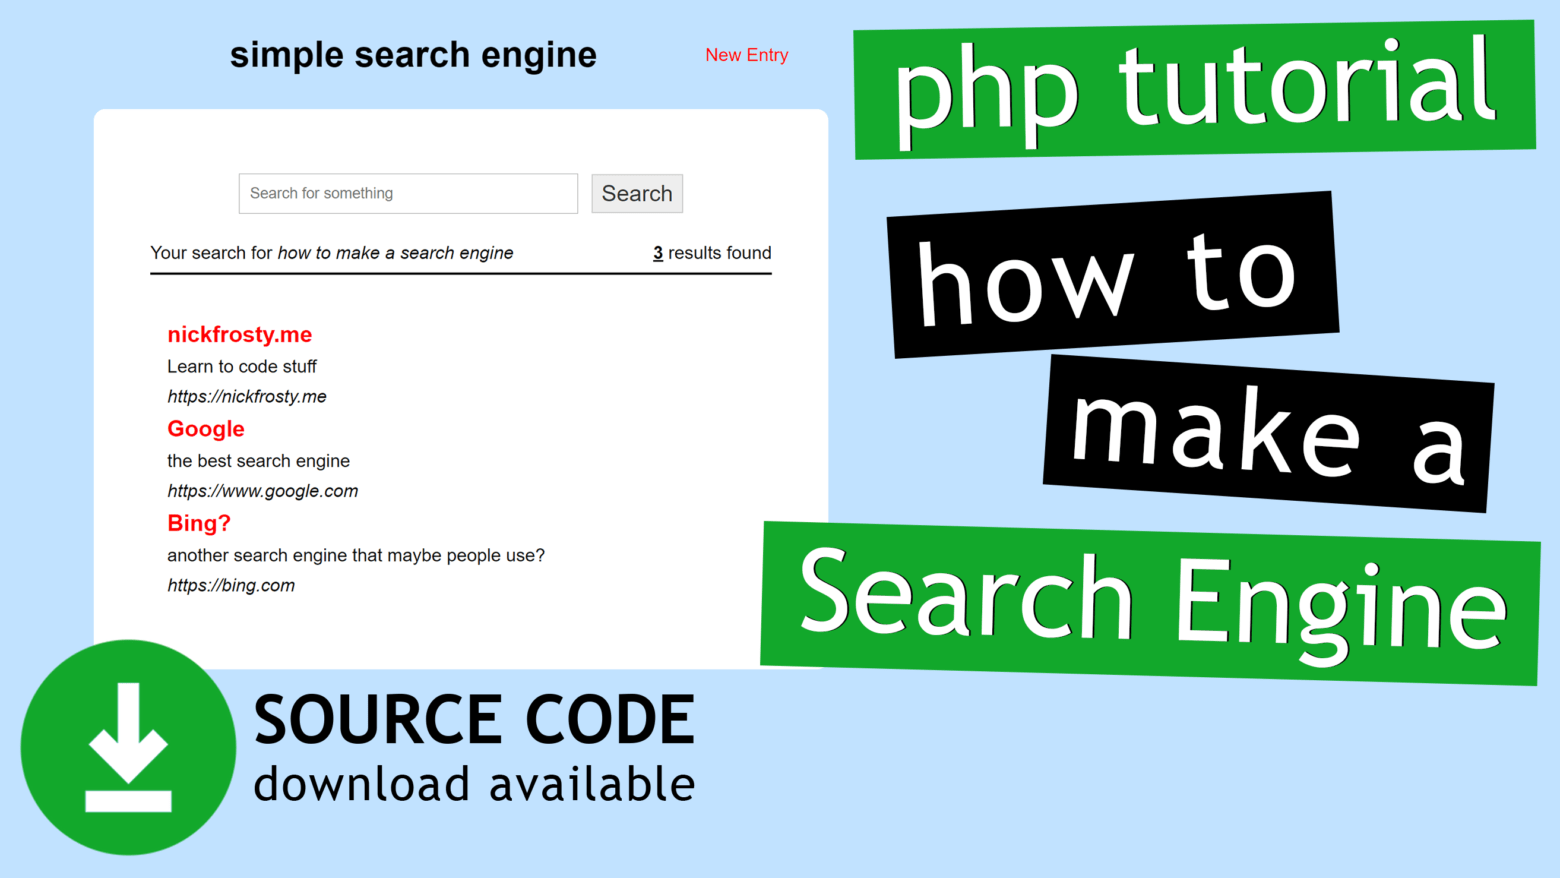 simple search engine
New Entry
Search for something
Search
Your search for how to make a search engine
3 results found
nickfrosty.me
Learn to code stuff
https://nickfrosty.me
Google
the best search engine
https://www.google.com
Bing?
another search engine that maybe people use?
https://bing.com
php tutorial
how to
make a
Search Engine
SOURCE CODE
download available